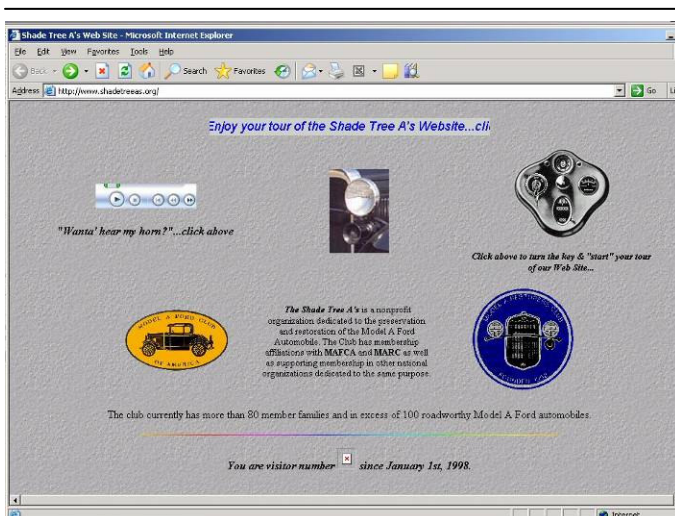 Shade Tree A's Web Site - Microsoft Internet Explorer
File Edit View Favorites Tools Help
Back Search Favorites
Address http://www.shadetreeas.org/ Go
Enjoy your tour of the Shade Tree A's Website...cli
"Wanta' hear my horn?"...click above
Click above to turn the key & "start" your tour
of our Web Site...
MODEL A FORD CLUB
OF AMERICA
The Shade Tree A's is a nonprofit
organization dedicated to the preservation
and restoration of the Model A Ford
Automobile. The Club has membership
affiliations with MAFCA and MARC as well
as supporting membership in other national
organizations dedicated to the same purpose.
The club currently has more than 80 member families and in excess of 100 roadworthy Model A Ford automobiles.
You are visitor number since January 1st, 1998.
Internet